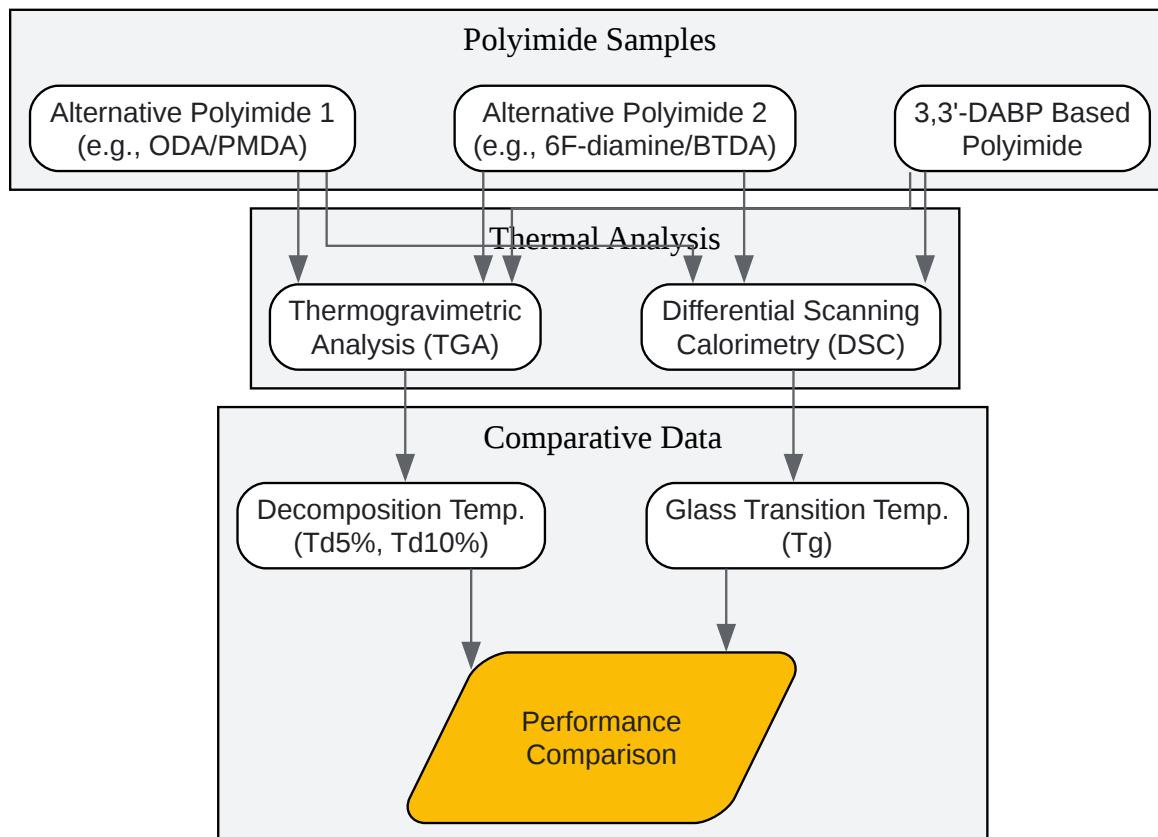 Polyimide Samples
Alternative Polyimide 1
(e.g., ODA/PMDA)
Alternative Polyimide 2
(e.g., 6F-diamine/BTDA)
3,3'-DABP Based
Polyimide
Thermal Analysis
Thermogravimetric
Analysis (TGA)
Differential Scanning
Calorimetry (DSC)
Comparative Data
Decomposition Temp.
(Td5%, Td10%)
Glass Transition Temp.
(Tg)
Performance
Comparison